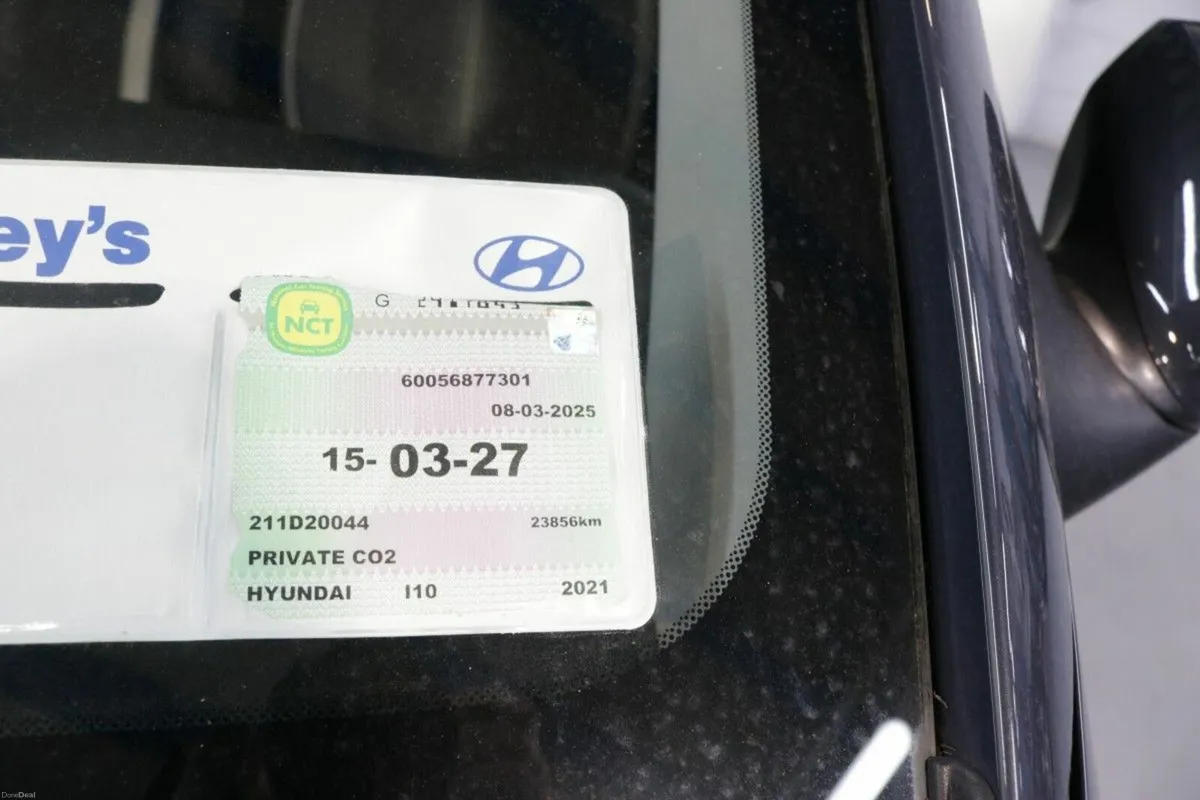 ey's
NCT
60056877301
08-03-2025
15- 03-27
211D20044 23856km
PRIVATE CO2
HYUNDAI I10 2021
DoneDeal